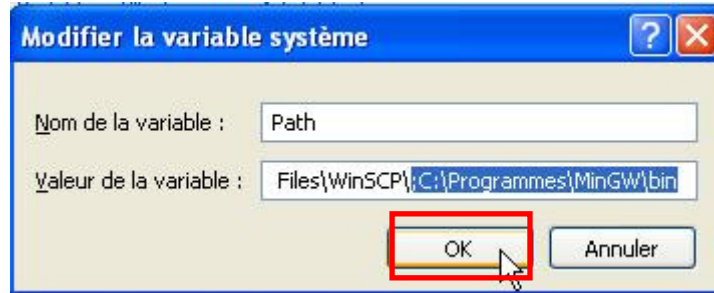 Modifier la variable système
Nom de la variable : Path
Valeur de la variable : Files\WinSCP\;C:\Programmes\MinGW\bin
OK Annuler